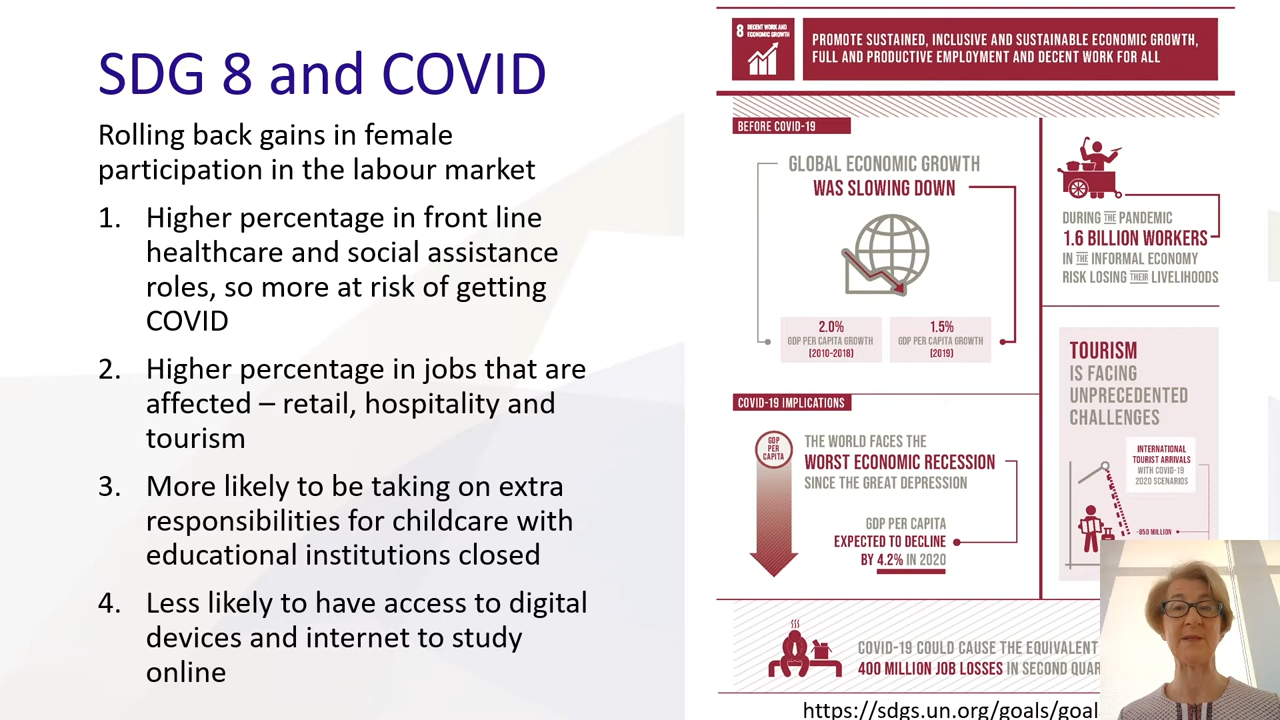 SDG 8 and COVID
Rolling back gains in female
participation in the labour market
1. Higher percentage in front line
healthcare and social assistance
roles, so more at risk of getting
COVID
2. Higher percentage in jobs that are
affected – retail, hospitality and
tourism
3. More likely to be taking on extra
responsibilities for childcare with
educational institutions closed
4. Less likely to have access to digital
devices and internet to study
online
8 DECENT WORK AND
ECONOMIC GROWTH
PROMOTE SUSTAINED, INCLUSIVE AND SUSTAINABLE ECONOMIC GROWTH,
FULL AND PRODUCTIVE EMPLOYMENT AND DECENT WORK FOR ALL
BEFORE COVID-19
GLOBAL ECONOMIC GROWTH
WAS SLOWING DOWN
2.0%
GDP PER CAPITA GROWTH
(2010-2018)
1.5%
GDP PER CAPITA GROWTH
(2019)
DURING THE PANDEMIC
1.6 BILLION WORKERS
IN THE INFORMAL ECONOMY
RISK LOSING THEIR LIVELIHOODS
COVID-19 IMPLICATIONS
GDP
PER
CAPITA
THE WORLD FACES THE
WORST ECONOMIC RECESSION
SINCE THE GREAT DEPRESSION
GDP PER CAPITA
EXPECTED TO DECLINE
BY 4.2% IN 2020
TOURISM
IS FACING
UNPRECEDENTED
CHALLENGES
INTERNATIONAL
TOURIST ARRIVALS
WITH COVID-19
2020 SCENARIOS
-850 MILLION
COVID-19 COULD CAUSE THE EQUIVALENT
400 MILLION JOB LOSSES IN SECOND
https://sdgs.un.org/goals/goal